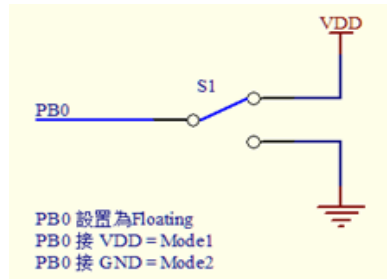 VDD
S1
PB0
PB0 設置為Floating
PB0 接 VDD = Mode1
PB0 接 GND = Mode2